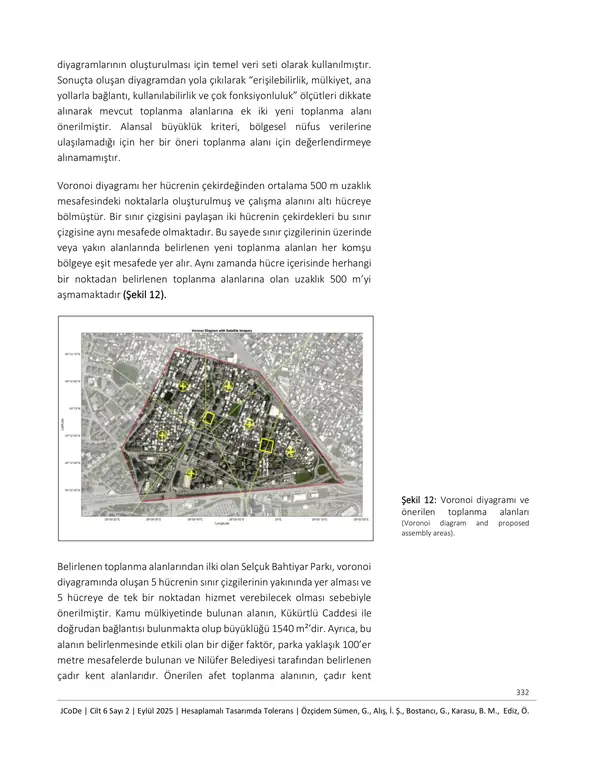 diyagramlarının oluşturulması için temel veri seti olarak kullanılmıştır.
Sonuçta oluşan diyagramdan yola çıkılarak “erişilebilirlik, mülkiyet, ana
yollarla bağlantı, kullanılabilirlik ve çok fonksiyonluluk” ölçütleri dikkate
alınarak mevcut toplanma alanlarına ek iki yeni toplanma alanı
önerilmiştir. Alansal büyüklük kriteri, bölgesel nüfus verilerine
ulaşılamadığı için her bir öneri toplanma alanı için değerlendirmeye
alınamamıştır.
Voronoi diyagramı her hücrenin çekirdeğinden ortalama 500 m uzaklık
mesafesindeki noktalarla oluşturulmuş ve çalışma alanını altı hücreye
bölmüştür. Bir sınır çizgisini paylaşan iki hücrenin çekirdekleri bu sınır
çizgisine aynı mesafede olmaktadır. Bu sayede sınır çizgilerinin üzerinde
veya yakın alanlarında belirlenen yeni toplanma alanları her komşu
bölgeye eşit mesafede yer alır. Aynı zamanda hücre içerisinde herhangi
bir noktadan belirlenen toplanma alanlarına olan uzaklık 500 m’yi
aşmamaktadır (Şekil 12).
Voronoi Diagram with Satellite Imagery
Latitude
Longitude
Şekil 12: Voronoi diyagramı ve
önerilen toplanma alanları
(Voronoi diagram and proposed
assembly areas).
Belirlenen toplanma alanlarından ilki olan Selçuk Bahtiyar Parkı, voronoi
diyagramında oluşan 5 hücrenin sınır çizgilerinin yakınında yer alması ve
5 hücreye de tek bir noktadan hizmet verebilecek olması sebebiyle
önerilmiştir. Kamu mülkiyetinde bulunan alanın, Kükürtlü Caddesi ile
doğrudan bağlantısı bulunmakta olup büyüklüğü 1540 m²’dir. Ayrıca, bu
alanın belirlenmesinde etkili olan bir diğer faktör, parka yaklaşık 100’er
metre mesafelerde bulunan ve Nilüfer Belediyesi tarafından belirlenen
çadır kent alanlarıdır. Önerilen afet toplanma alanının, çadır kent
332
JCoDe | Cilt 6 Sayı 2 | Eylül 2025 | Hesaplamalı Tasarımda Tolerans | Özçidem Sümen, G., Alış, İ. Ş., Bostancı, G., Karasu, B. M., Ediz, Ö.